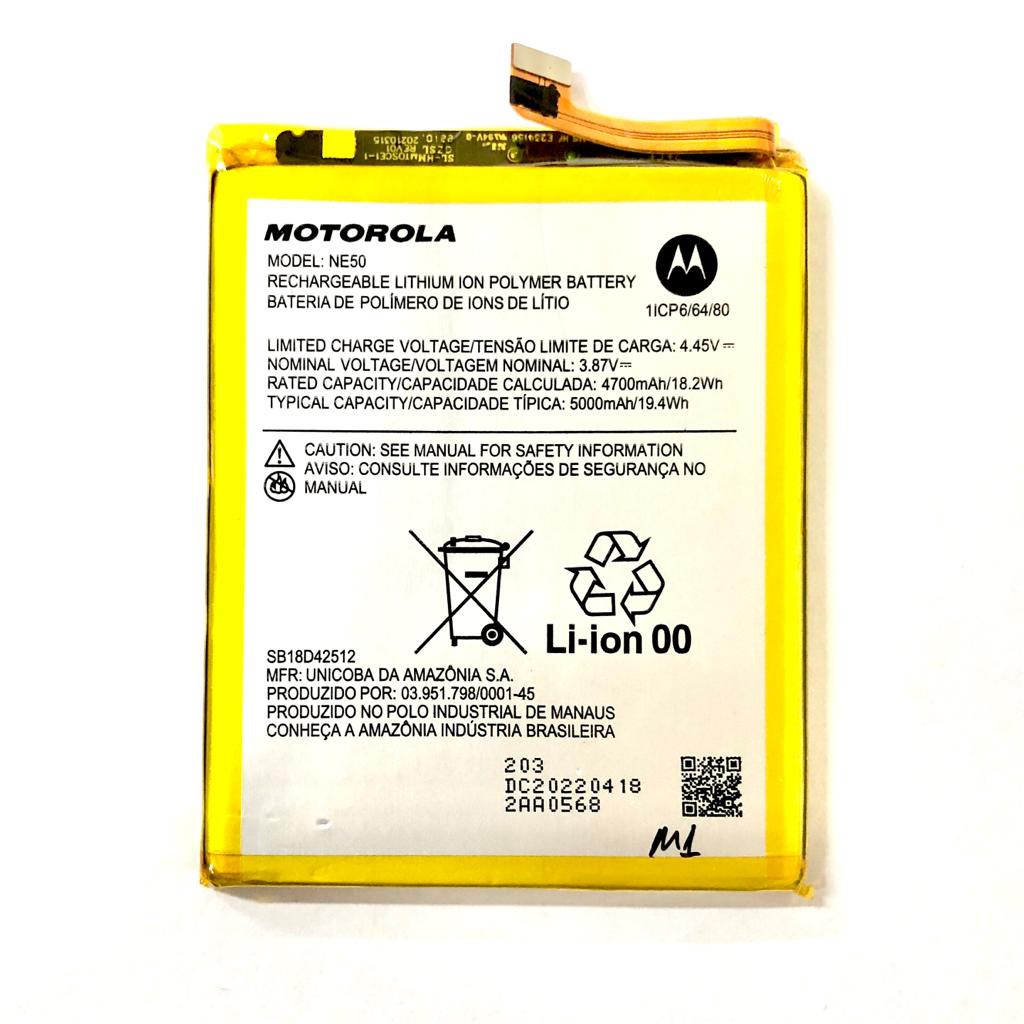 SL-HMMTOSCE1-1
MOTOROLA
MODEL: NE50
RECHARGEABLE LITHIUM ION POLYMER BATTERY
BATERIA DE POLÍMERO DE IONS DE LÍTIO
1ICP6/64/80
LIMITED CHARGE VOLTAGE/TENSÃO LIMITE DE CARGA: 4.45V⎓
NOMINAL VOLTAGE/VOLTAGEM NOMINAL: 3.87V⎓
RATED CAPACITY/CAPACIDADE CALCULADA: 4700mAh/18.2Wh
TYPICAL CAPACITY/CAPACIDADE TÍPICA: 5000mAh/19.4Wh
CAUTION: SEE MANUAL FOR SAFETY INFORMATION
AVISO: CONSULTE INFORMAÇÕES DE SEGURANÇA NO
MANUAL
Li-ion 00
SB18D42512
MFR: UNICOBA DA AMAZÔNIA S.A.
PRODUZIDO POR: 03.951.798/0001-45
PRODUZIDO NO POLO INDUSTRIAL DE MANAUS
CONHEÇA A AMAZÔNIA INDÚSTRIA BRASILEIRA
203
DC20220418
2AA0568
M1